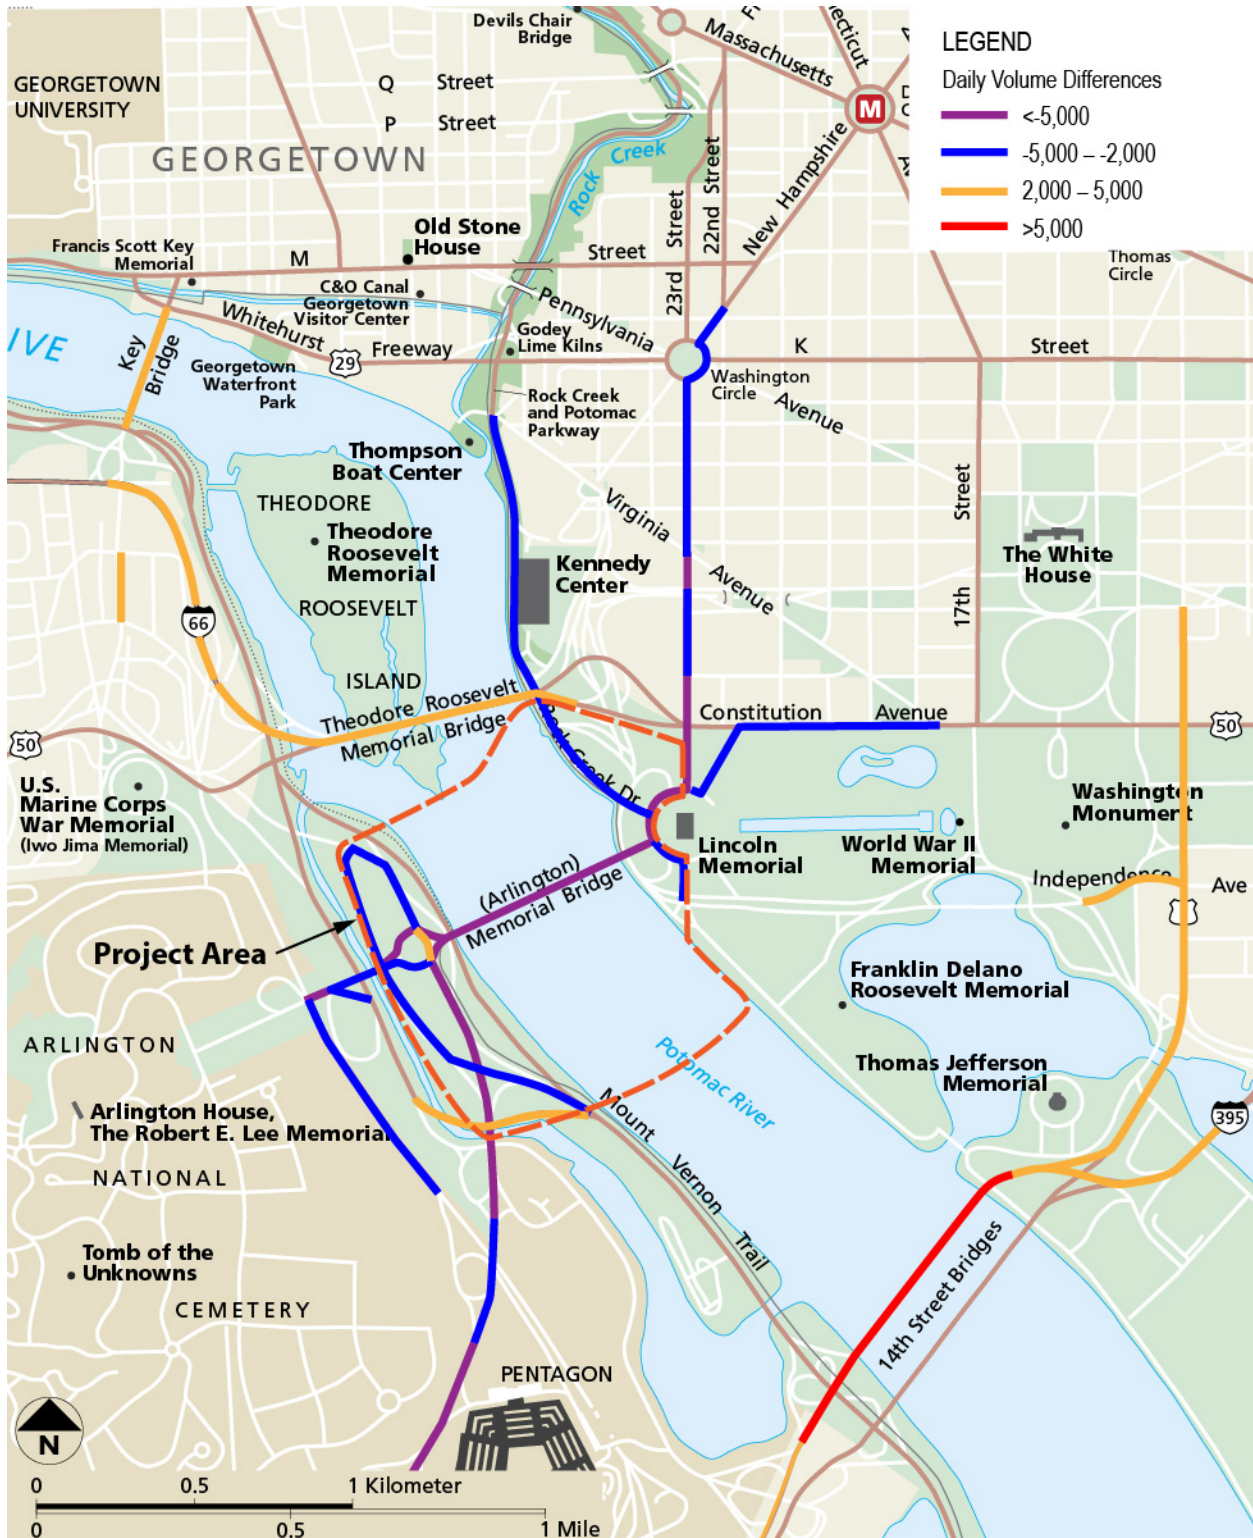 Devils Chair
Bridge
Massachusetts
LEGEND
Daily Volume Differences
<-5,000
-5,000 – -2,000
2,000 – 5,000
>5,000
GEORGETOWN
UNIVERSITY
Q Street
P Street
GEORGETOWN
Rock Creek
M
22nd Street
23rd Street
New Hampshire
Old Stone
House
Francis Scott Key
Memorial
M Street
Thomas
Circle
C&O Canal
Georgetown
Visitor Center
Pennsylvania
Avenue
Whitehurst Freeway
29
Godey
Lime Kilns
K Street
Key
Bridge
Georgetown
Waterfront
Park
Washington
Circle
Rock Creek
and Potomac
Parkway
Thompson
Boat Center
THEODORE
ROOSEVELT
ISLAND
Theodore
Roosevelt
Memorial
Virginia
Avenue
17th Street
Kennedy
Center
The White
House
66
Theodore Roosevelt
Memorial Bridge
Rock Creek Dr
Constitution Avenue
50
50
U.S.
Marine Corps
War Memorial
(Iwo Jima Memorial)
Washington
Monument
Lincoln
Memorial
World War II
Memorial
(Arlington)
Memorial Bridge
Independence Ave
Project Area
Franklin Delano
Roosevelt Memorial
ARLINGTON
NATIONAL
CEMETERY
Potomac River
Thomas Jefferson
Memorial
Arlington House,
The Robert E. Lee Memorial
Mount Vernon Trail
395
Tomb of the
Unknowns
14th Street Bridges
PENTAGON
N
0 0.5 1 Kilometer
0 0.5 1 Mile